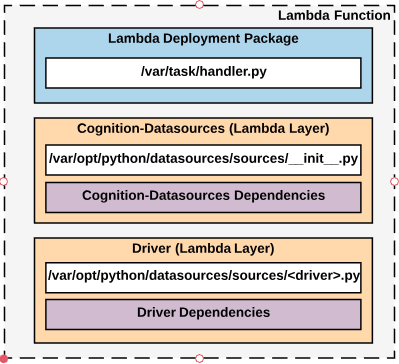 Lambda Function
Lambda Deployment Package
/var/task/handler.py
Cognition-Datasources (Lambda Layer)
/var/opt/python/datasources/sources/__init__.py
Cognition-Datasources Dependencies
Driver (Lambda Layer)
/var/opt/python/datasources/sources/<driver>.py
Driver Dependencies